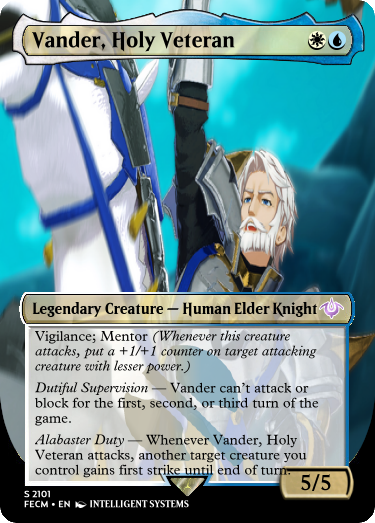 Vander, Holy Veteran
Legendary Creature — Human Elder Knight
Vigilance; Mentor (Whenever this creature
attacks, put a +1/+1 counter on target attacking
creature with lesser power.)
Dutiful Supervision — Vander can't attack or
block for the first, second, or third turn of the
game.
Alabaster Duty — Whenever Vander, Holy
Veteran attacks, another target creature you
control gains first strike until end of turn.
5/5
S 2101
FECM • EN INTELLIGENT SYSTEMS